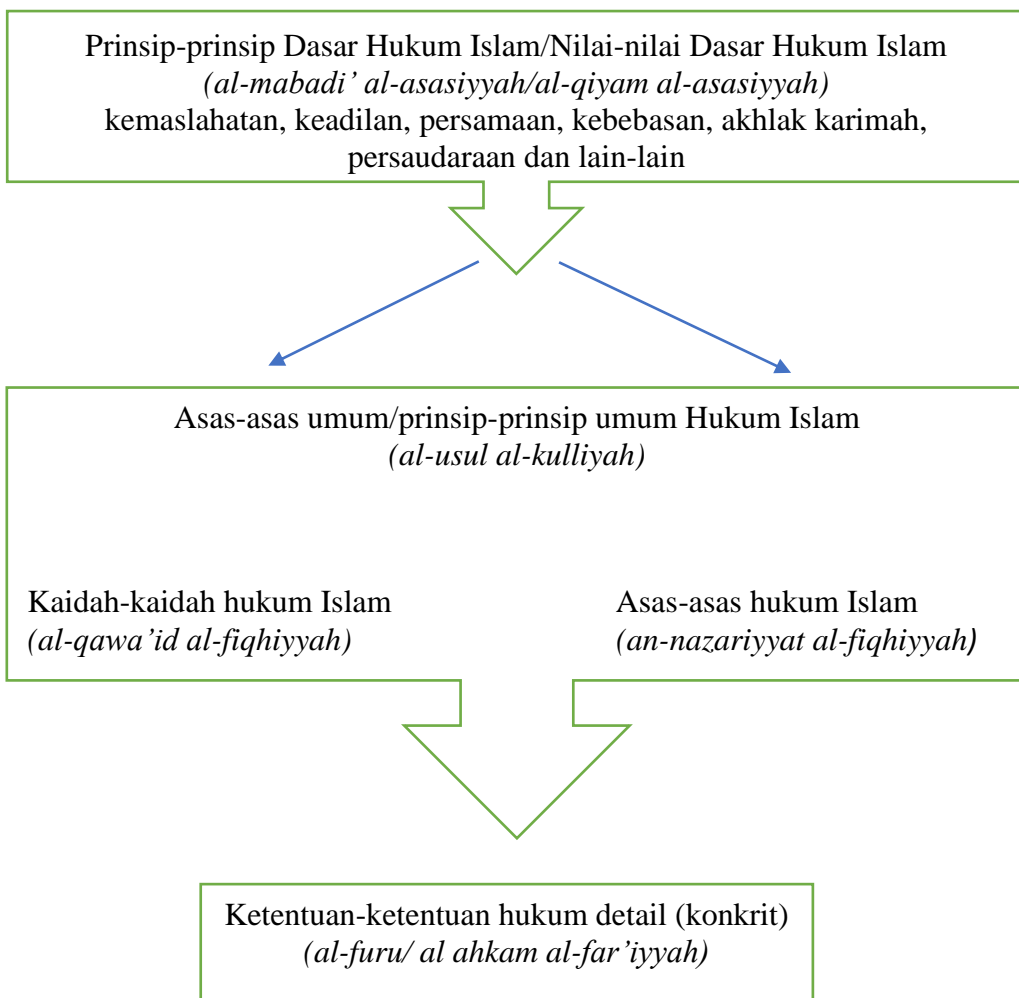 Prinsip-prinsip Dasar Hukum Islam/Nilai-nilai Dasar Hukum Islam
(al-mabadi’ al-asasiyyah/al-qiyam al-asasiyyah)
kemaslahatan, keadilan, persamaan, kebebasan, akhlak karimah,
persaudaraan dan lain-lain
Asas-asas umum/prinsip-prinsip umum Hukum Islam
(al-usul al-kulliyah)
Kaidah-kaidah hukum Islam
(al-qawa’id al-fiqhiyyah)
Asas-asas hukum Islam
(an-nazariyyat al-fiqhiyyah)
Ketentuan-ketentuan hukum detail (konkrit)
(al-furu/ al ahkam al-far’iyyah)